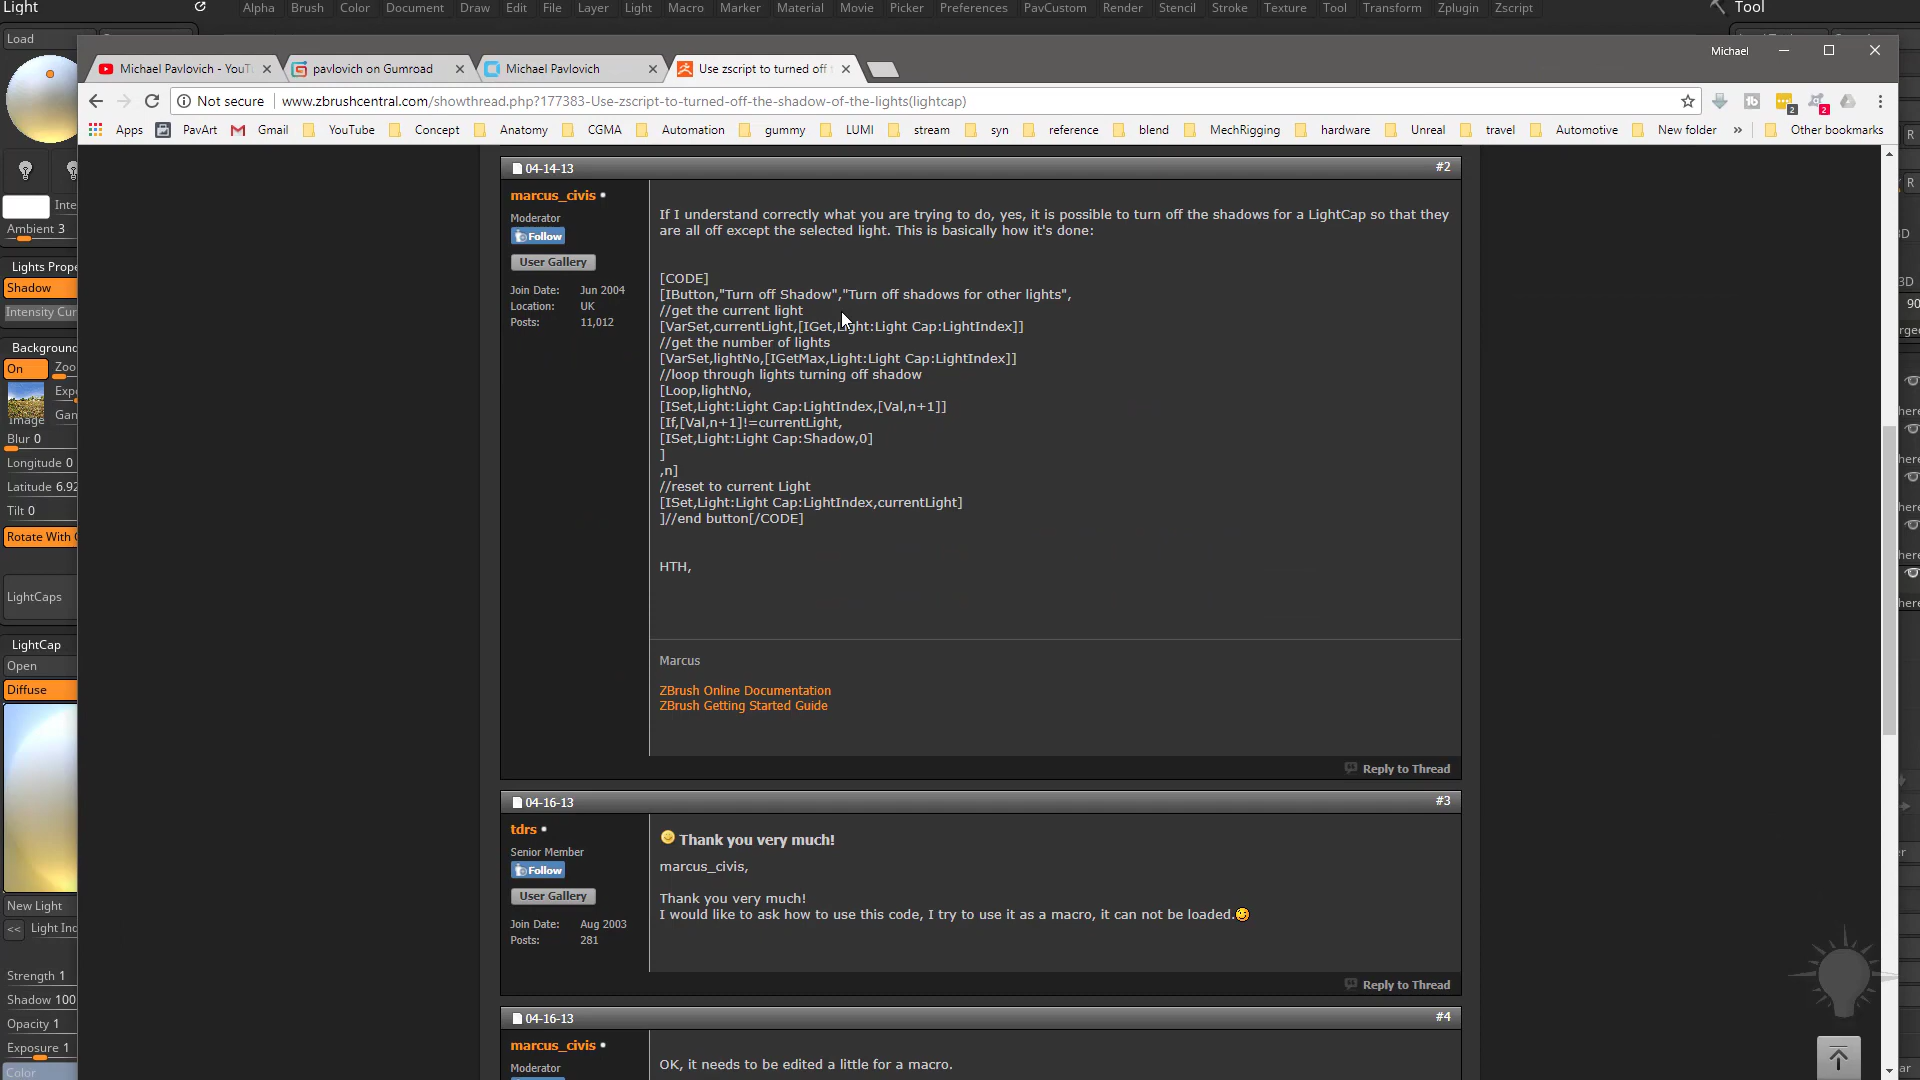 Light
Alpha Brush Color Document Draw Edit File Layer Light Macro Marker Material Movie Picker Preferences PavCustom Render Stencil Stroke Texture Tool Transform Zplugin Zscript
Tool
Load
Michael
Michael Pavlovich - YouT
pavlovich on Gumroad
Michael Pavlovich
Use zscript to turned off
Not secure
www.zbrushcentral.com/showthread.php?177383-Use-zscript-to-turned-off-the-shadow-of-the-lights(lightcap)
Apps PavArt Gmail YouTube Concept Anatomy CGMA Automation gummy LUMI stream syn reference blend MechRigging hardware Unreal travel Automotive New folder » Other bookmarks
Inte
Ambient 3
Lights Prope
Shadow
Intensity Cur
Background
On
Zoo
Expo
Gam
Image
Blur 0
Longitude 0
Latitude 6.92
Tilt 0
Rotate With
LightCaps
LightCap
Open
Diffuse
New Light
<< Light Ind
Strength 1
Shadow 100
Opacity 1
Exposure 1
Color
04-14-13
#2
marcus_civis
Moderator
Follow
User Gallery
Join Date: Jun 2004
Location: UK
Posts: 11,012
If I understand correctly what you are trying to do, yes, it is possible to turn off the shadows for a LightCap so that they
are all off except the selected light. This is basically how it's done:
[CODE]
[IButton,"Turn off Shadow","Turn off shadows for other lights",
//get the current light
[VarSet,currentLight,[IGet,Light:Light Cap:LightIndex]]
//get the number of lights
[VarSet,lightNo,[IGetMax,Light:Light Cap:LightIndex]]
//loop through lights turning off shadow
[Loop,lightNo,
[ISet,Light:Light Cap:LightIndex,[Val,n+1]]
[If,[Val,n+1]!=currentLight,
[ISet,Light:Light Cap:Shadow,0]
]
,n]
//reset to current Light
[ISet,Light:Light Cap:LightIndex,currentLight]
]//end button[/CODE]
HTH,
Marcus
ZBrush Online Documentation
ZBrush Getting Started Guide
Reply to Thread
04-16-13
#3
tdrs
Senior Member
Follow
User Gallery
Join Date: Aug 2003
Posts: 281
Thank you very much!
marcus_civis,
Thank you very much!
I would like to ask how to use this code, I try to use it as a macro, it can not be loaded.
Reply to Thread
04-16-13
#4
marcus_civis
Moderator
OK, it needs to be edited a little for a macro.